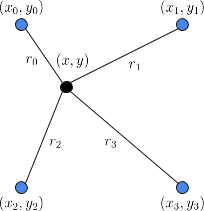 (x₀, y₀) (x₁, y₁)
r₀ (x, y) r₁
r₂ r₃
(x₂, y₂) (x₃, y₃)